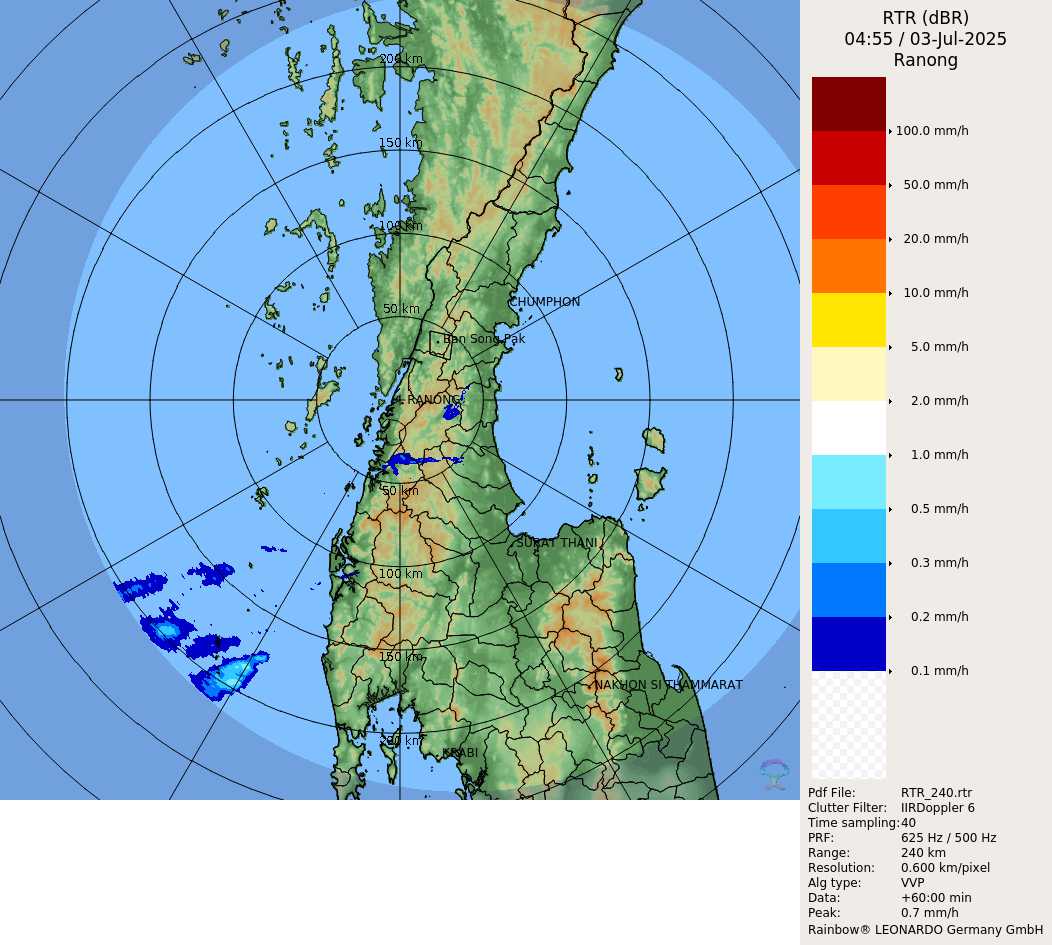 RTR (dBR)
04:55 / 03-Jul-2025
Ranong
100.0 mm/h
50.0 mm/h
20.0 mm/h
10.0 mm/h
5.0 mm/h
2.0 mm/h
1.0 mm/h
0.5 mm/h
0.3 mm/h
0.2 mm/h
0.1 mm/h
200 km
150 km
100 km
50 km
CHUMPHON
Ban Song Pak
RANONG
50 km
SURAT THANI
100 km
150 km
NAKHON SI THAMMARAT
200 km
KRABI
Pdf File: RTR_240.rtr
Clutter Filter: IIRDoppler 6
Time sampling:40
PRF: 625 Hz / 500 Hz
Range: 240 km
Resolution: 0.600 km/pixel
Alg type: VVP
Data: +60:00 min
Peak: 0.7 mm/h
Rainbow® LEONARDO Germany GmbH